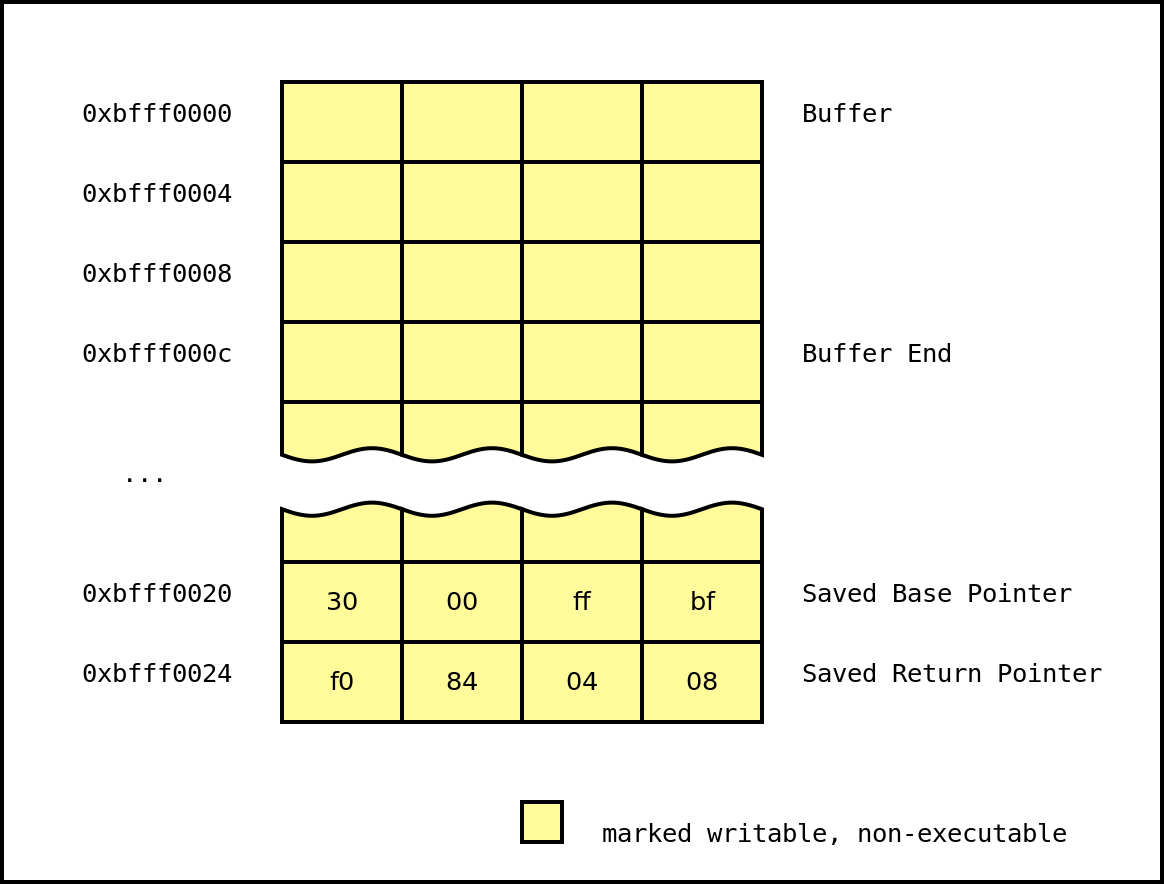 0xbfff0000 Buffer
0xbfff0004
0xbfff0008
0xbfff000c Buffer End
...
0xbfff0020 30 00 ff bf Saved Base Pointer
0xbfff0024 f0 84 04 08 Saved Return Pointer
marked writable, non-executable